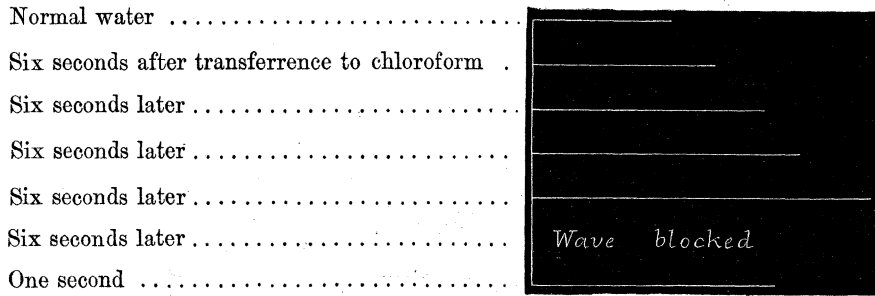 Normal water ........................
Six seconds after transferrence to chloroform .
Six seconds later ........................
Six seconds later ........................
Six seconds later ........................
Six seconds later ........................ Wave blocked
One second ............................